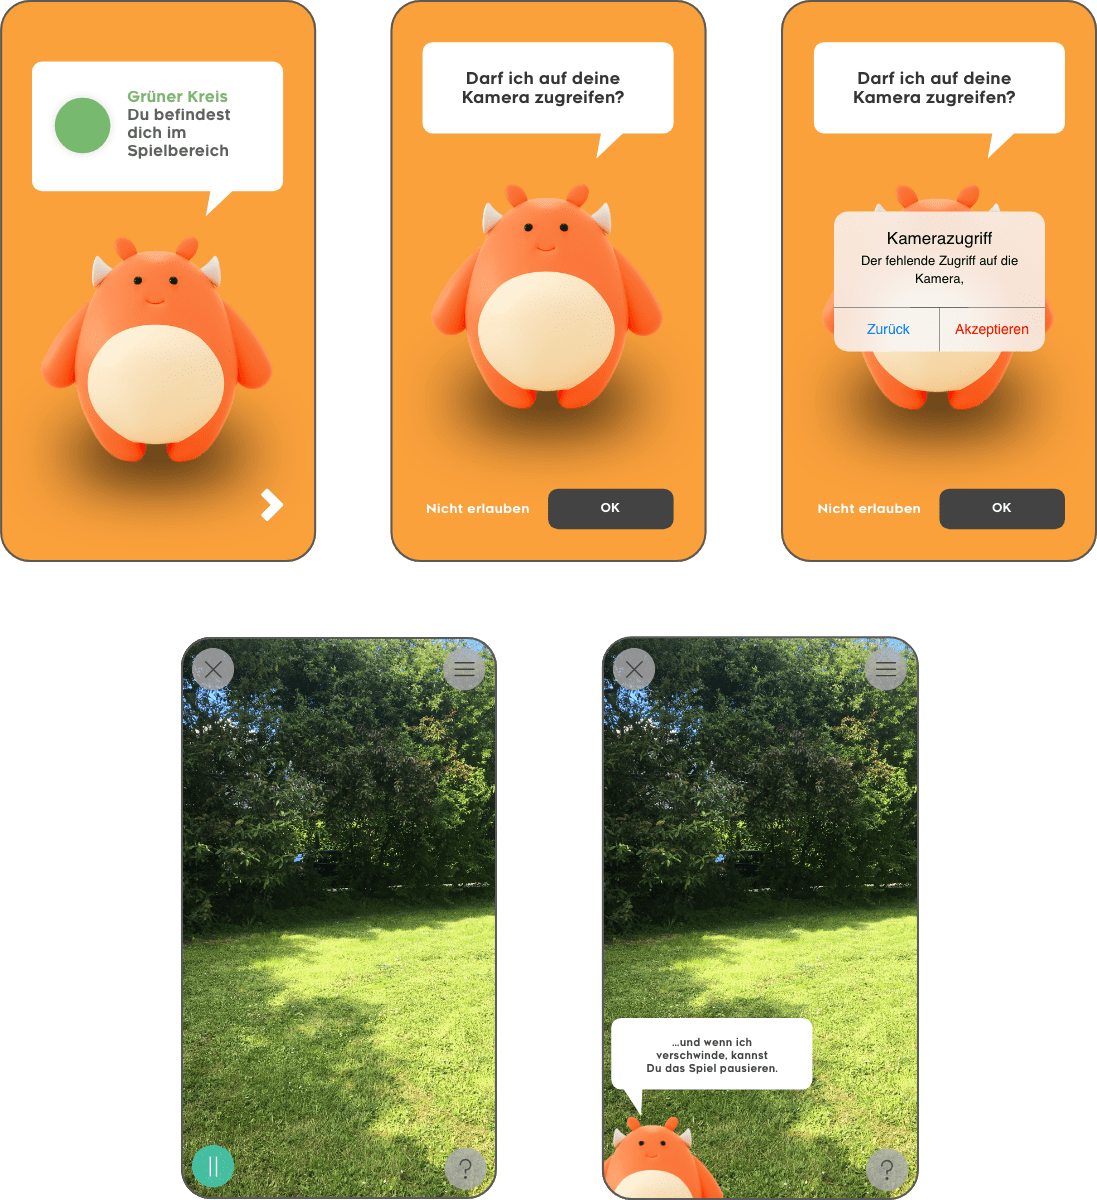 Grüner Kreis
Du befindest
dich im
Spielbereich
Darf ich auf deine
Kamera zugreifen?
Nicht erlauben
OK
Darf ich auf deine
Kamera zugreifen?
Kamerazugriff
Der fehlende Zugriff auf die
Kamera,
Zurück
Akzeptieren
Nicht erlauben
OK
?
...und wenn ich
verschwinde, kannst
Du das Spiel pausieren.
?